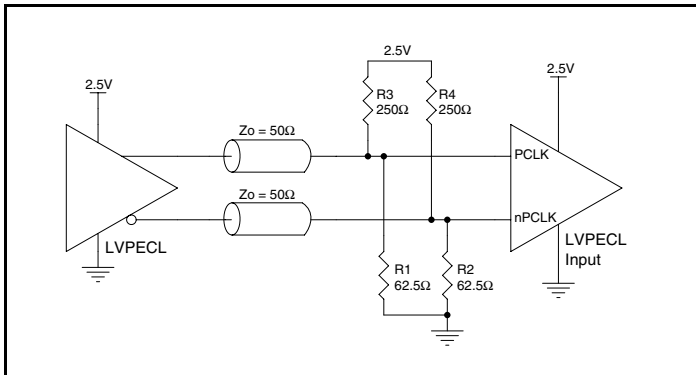 2.5V
2.5V
2.5V
R3
250Ω
R4
250Ω
Zo = 50Ω
PCLK
Zo = 50Ω
nPCLK
LVPECL
LVPECL
Input
R1
62.5Ω
R2
62.5Ω